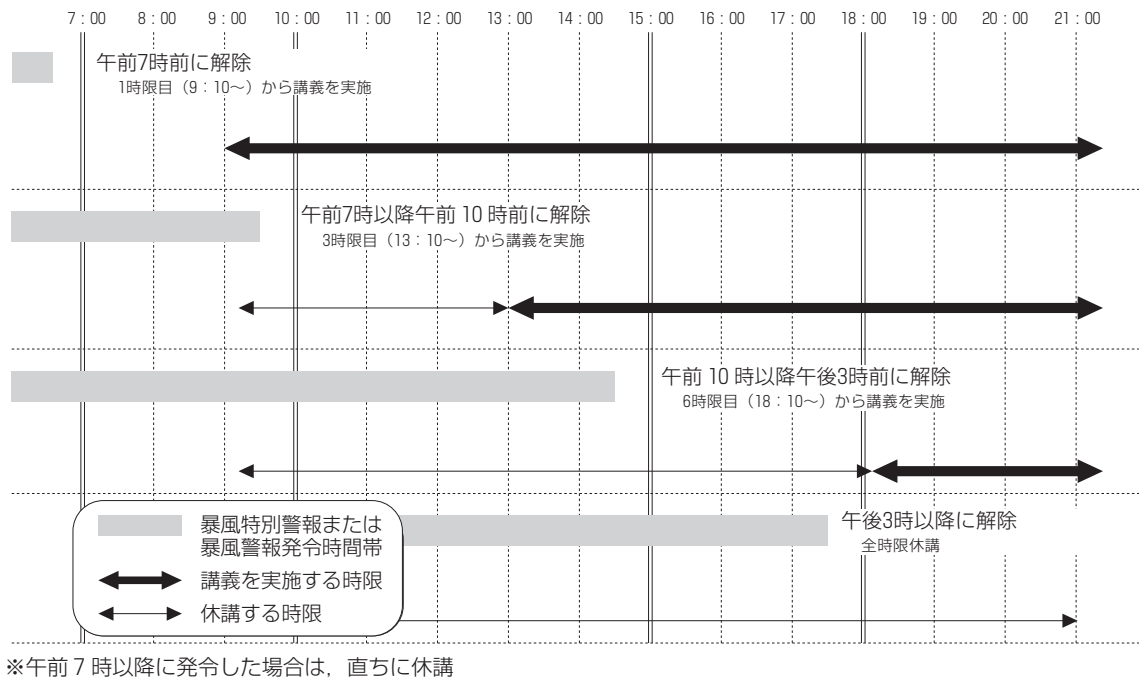 7：00 8：00 9：00 10：00 11：00 12：00 13：00 14：00 15：00 16：00 17：00 18：00 19：00 20：00 21：00
午前7時前に解除
1時限目（9：10〜）から講義を実施
午前7時以降午前 10 時前に解除
3時限目（13：10〜）から講義を実施
午前 10 時以降午後3時前に解除
6時限目（18：10〜）から講義を実施
午後3時以降に解除
全時限休講
暴風特別警報または
暴風警報発令時間帯
講義を実施する時限
休講する時限
※午前 7 時以降に発令した場合は，直ちに休講